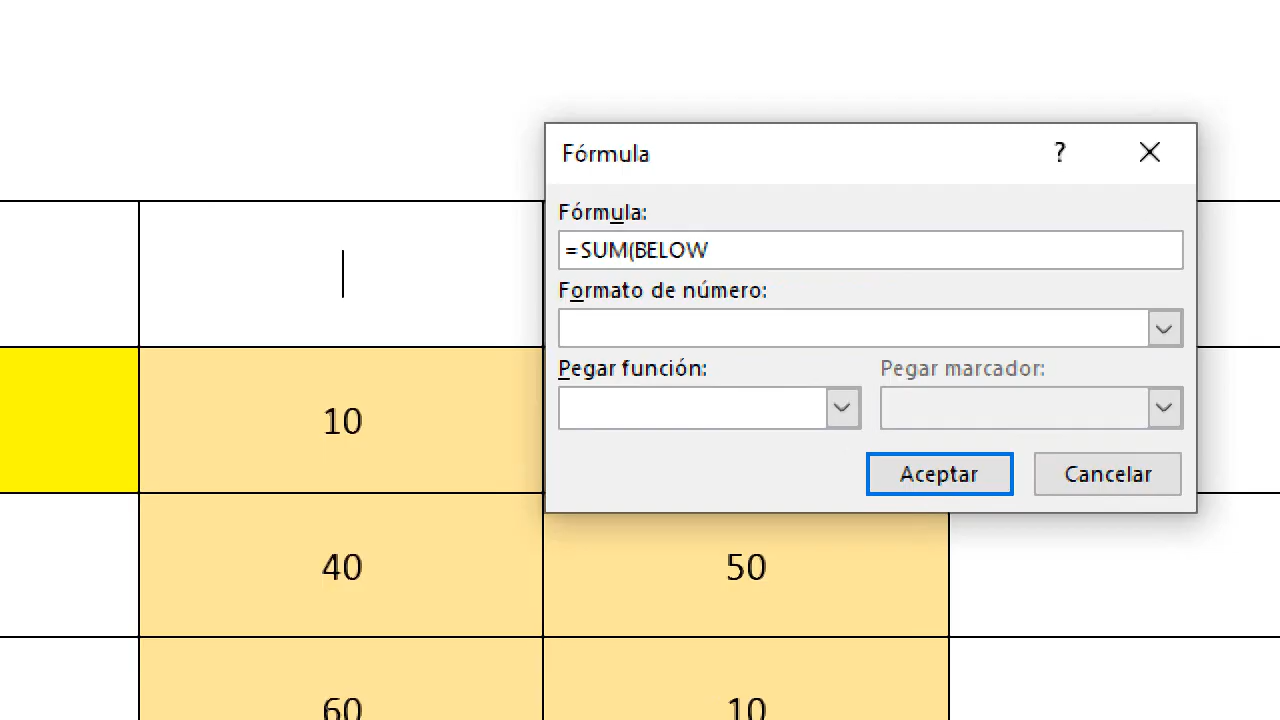 Fórmula
?
Fórmula:
=SUM(BELOW
Formato de número:
Pegar función:
Pegar marcador:
10
Aceptar
Cancelar
40
50
60
10